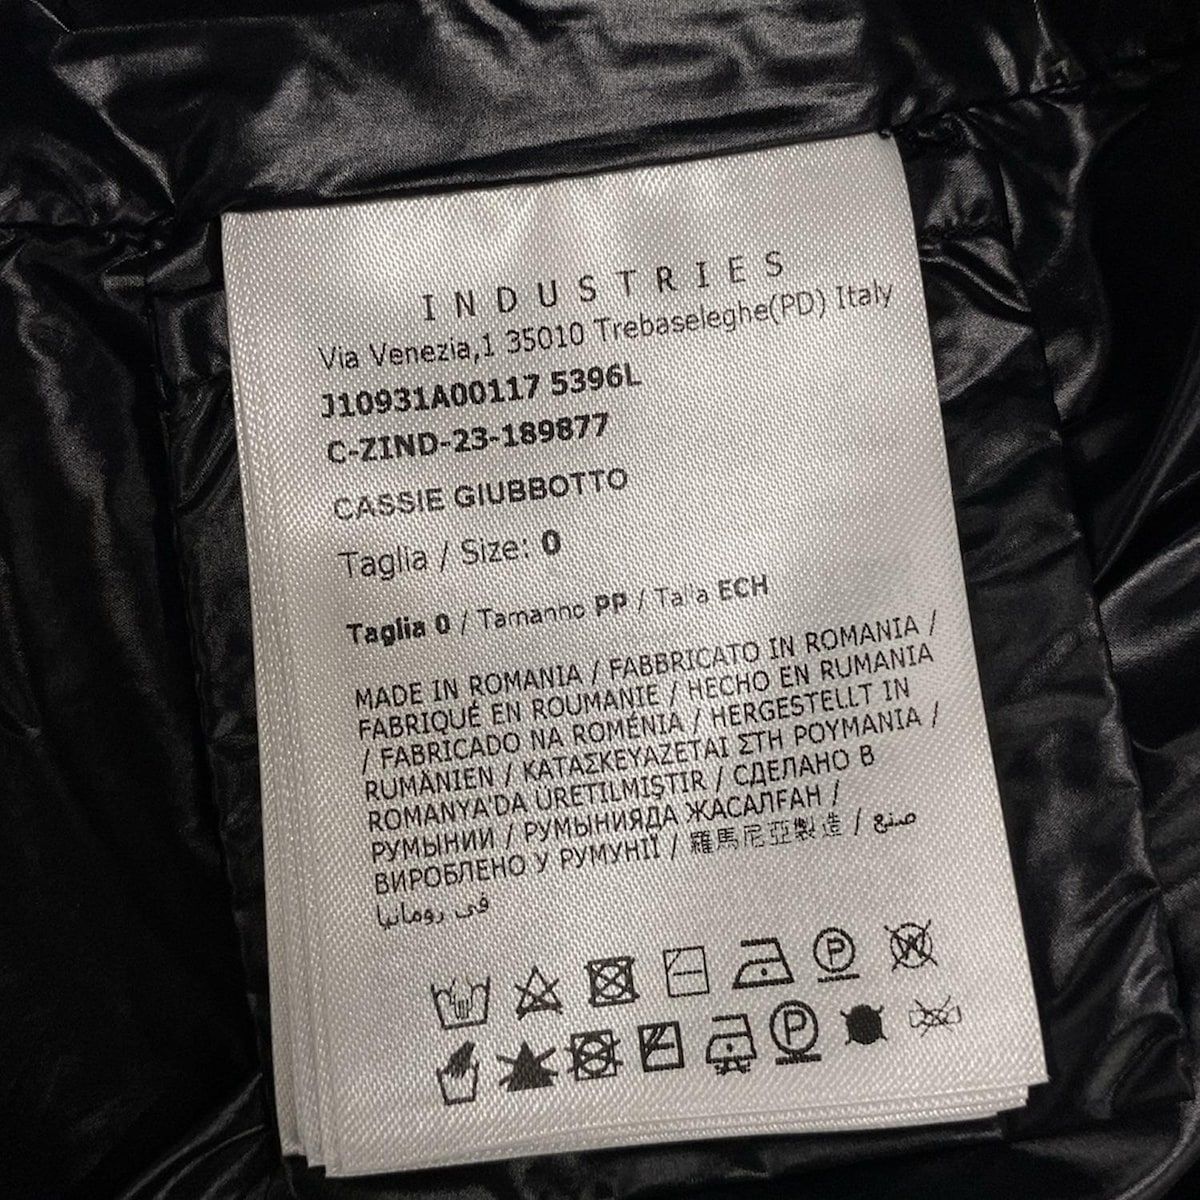 INDUSTRIES
Via Venezia,1 35010 Trebaseleghe(PD) Italy
J10931A00117 5396L
C-ZIND-23-189877
CASSIE GIUBBOTTO
Taglia / Size: 0
Taglia 0 / Tamanho PP / Talla ECH
MADE IN ROMANIA / FABBRICATO IN ROMANIA /
FABRIQUÉ EN ROUMANIE / HECHO EN RUMANIA
/ FABRICADO NA ROMÉNIA / HERGESTELLT IN
RUMÄNIEN / ΚΑΤΑΣΚΕΥΑΖΕΤΑΙ ΣΤΗ ΡΟΥΜΑΝΙΑ /
ROMANYA'DA ÜRETILMIŞTIR / СДЕЛАНО В
РУМЫНИИ / РУМЫНИЯДА ЖАСАЛҒАН /
ВИРОБЛЕНО У РУМУНІЇ / 羅馬尼亞製造 / صنع
في رومانيا
P W
P